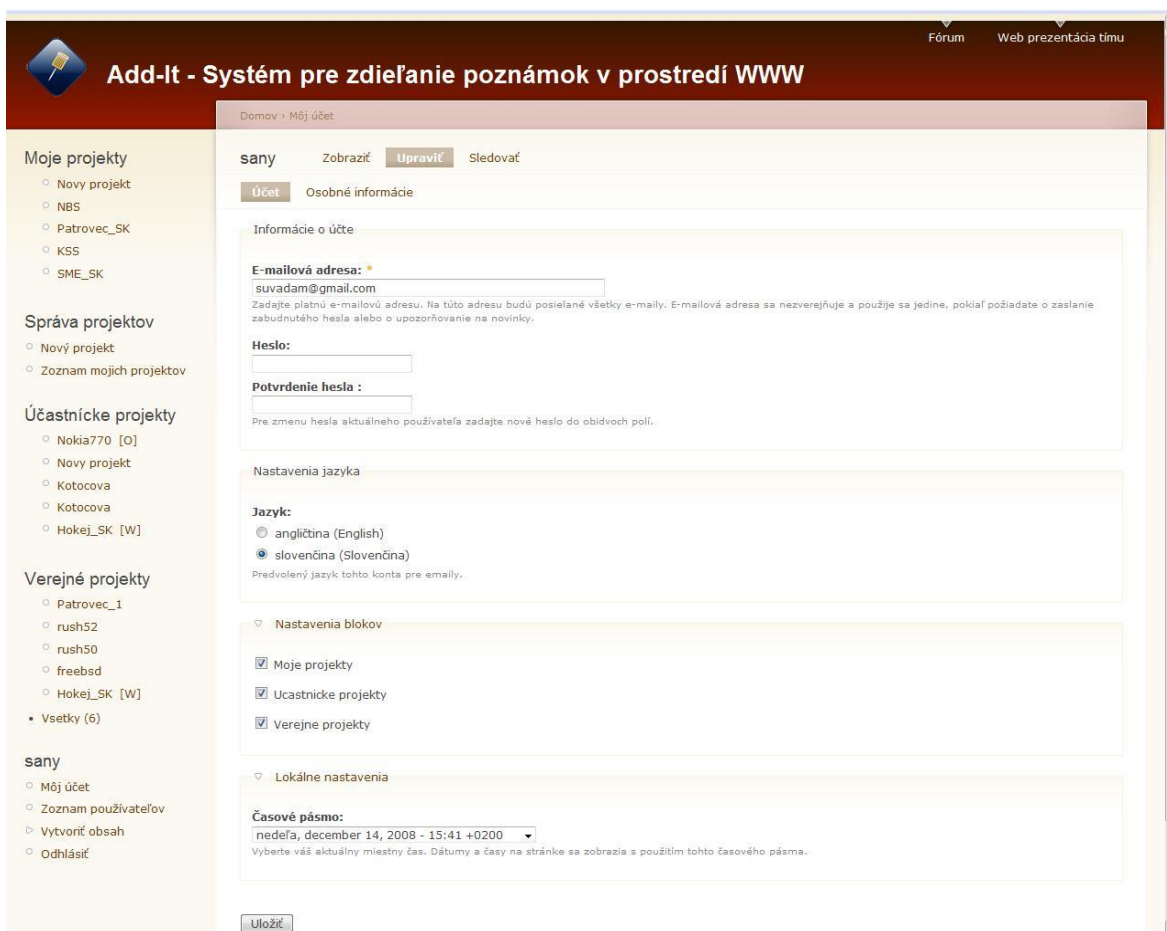 Fórum Web prezentácia tímu
Add-It - Systém pre zdieľanie poznámok v prostredí WWW
Domov › Môj účet
Moje projekty
Novy projekt
NBS
Patrovec_SK
KSS
SME_SK
Správa projektov
Nový projekt
Zoznam mojich projektov
Účastnícke projekty
Nokia770 [O]
Novy projekt
Kotocova
Kotocova
Hokej_SK [W]
Verejné projekty
Patrovec_1
rush52
rush50
freebsd
Hokej_SK [W]
Vsetky (6)
sany
Môj účet
Zoznam používateľov
Vytvoriť obsah
Odhlásiť
sany Zobraziť Upraviť Sledovať
Účet Osobné informácie
Informácie o účte
E-mailová adresa: *
suvadam@gmail.com
Zadajte platnú e-mailovú adresu. Na túto adresu budú posielané všetky e-maily. E-mailová adresa sa nezverejňuje a použije sa jedine, pokiaľ požiadate o zaslanie
zabudnutého hesla alebo o upozorňovanie na novinky.
Heslo:
Potvrdenie hesla :
Pre zmenu hesla aktuálneho používateľa zadajte nové heslo do obidvoch polí.
Nastavenia jazyka
Jazyk:
angličtina (English)
slovenčina (Slovenčina)
Predvolený jazyk tohto konta pre emaily.
Nastavenia blokov
Moje projekty
Ucastnicke projekty
Verejne projekty
Lokálne nastavenia
Časové pásmo:
nedeľa, december 14, 2008 - 15:41 +0200
Vyberte váš aktuálny miestny čas. Dátumy a časy na stránke sa zobrazia s použitím tohto časového pásma.
Uložiť